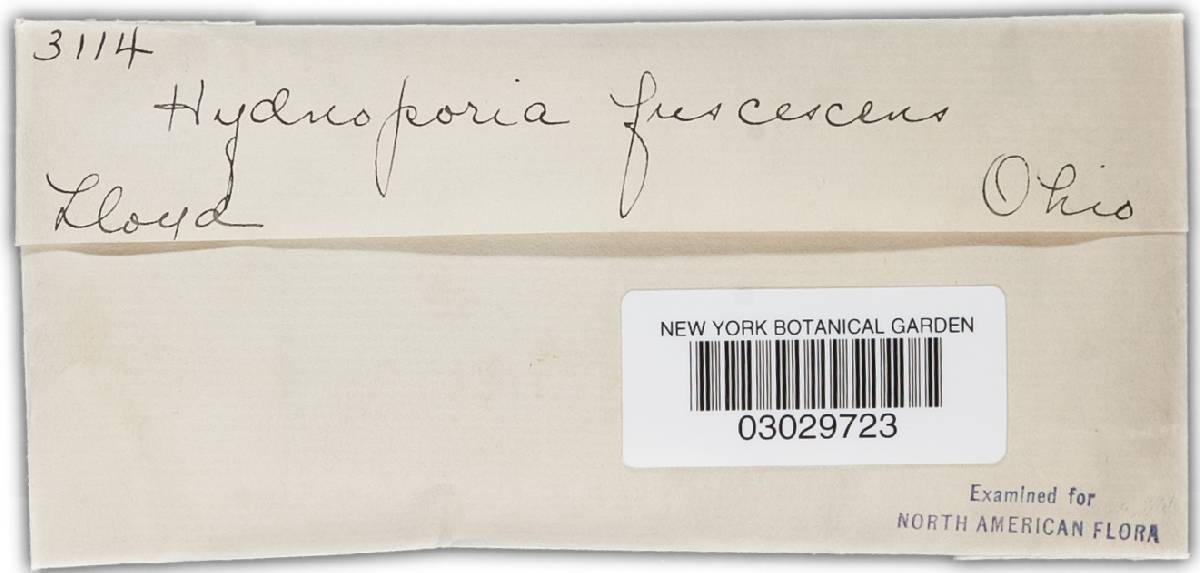 3114
Hydnoporia fuscescens
Lloyd Ohio
NEW YORK BOTANICAL GARDEN
03029723
Examined for
NORTH AMERICAN FLORA